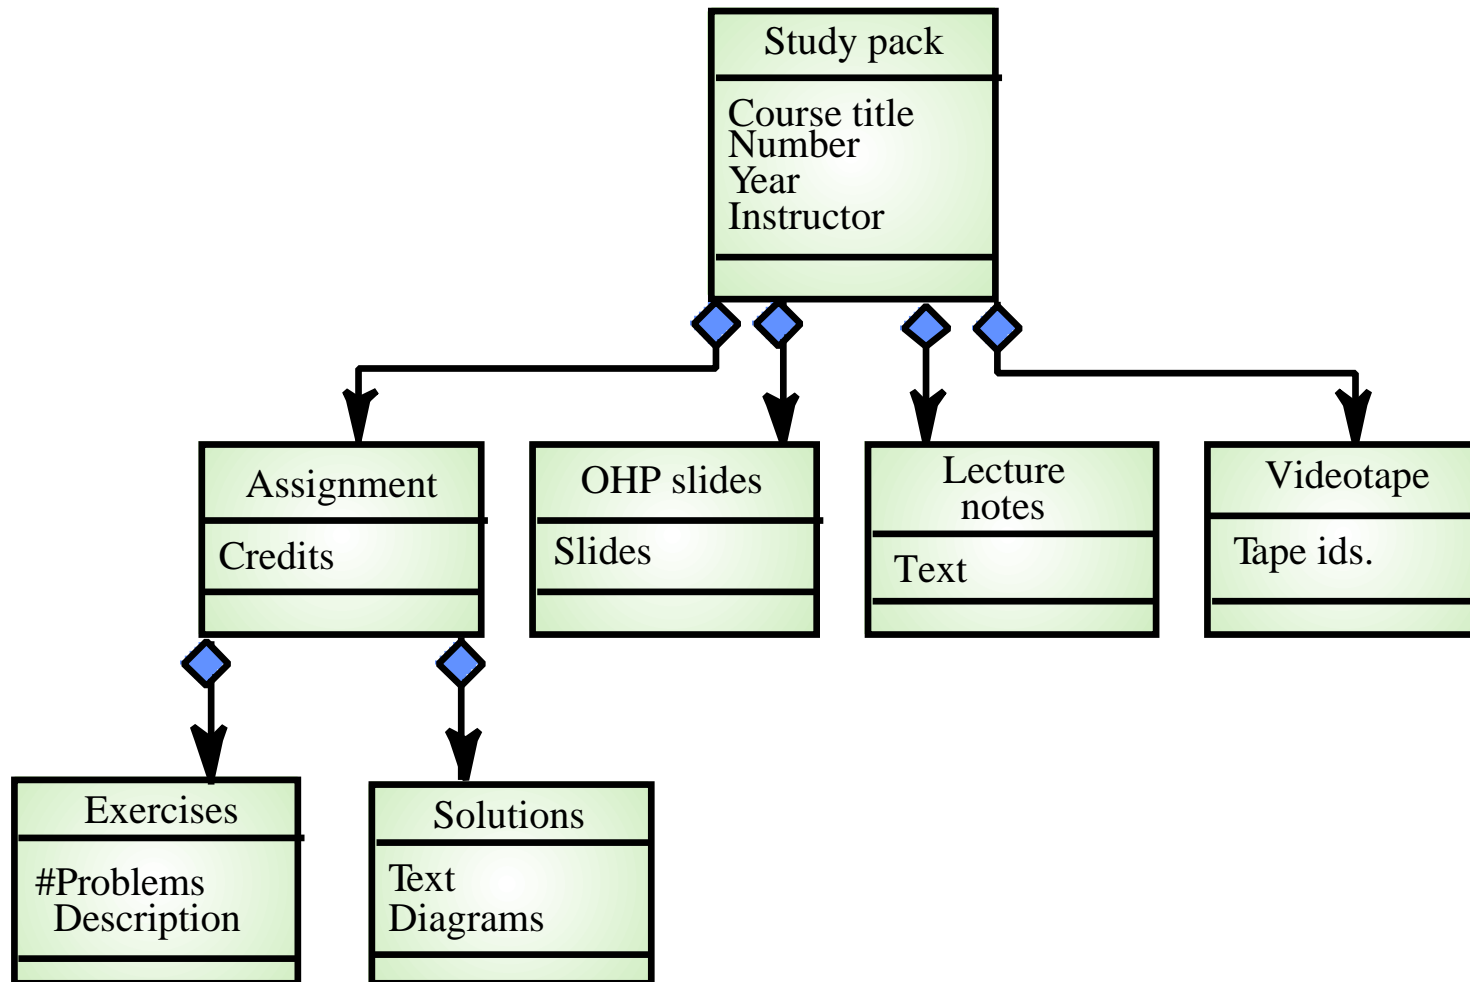 Study pack
Course title
Number
Year
Instructor
Assignment
Credits
OHP slides
Slides
Lecture
notes
Text
Videotape
Tape ids.
Exercises
#Problems
Description
Solutions
Text
Diagrams